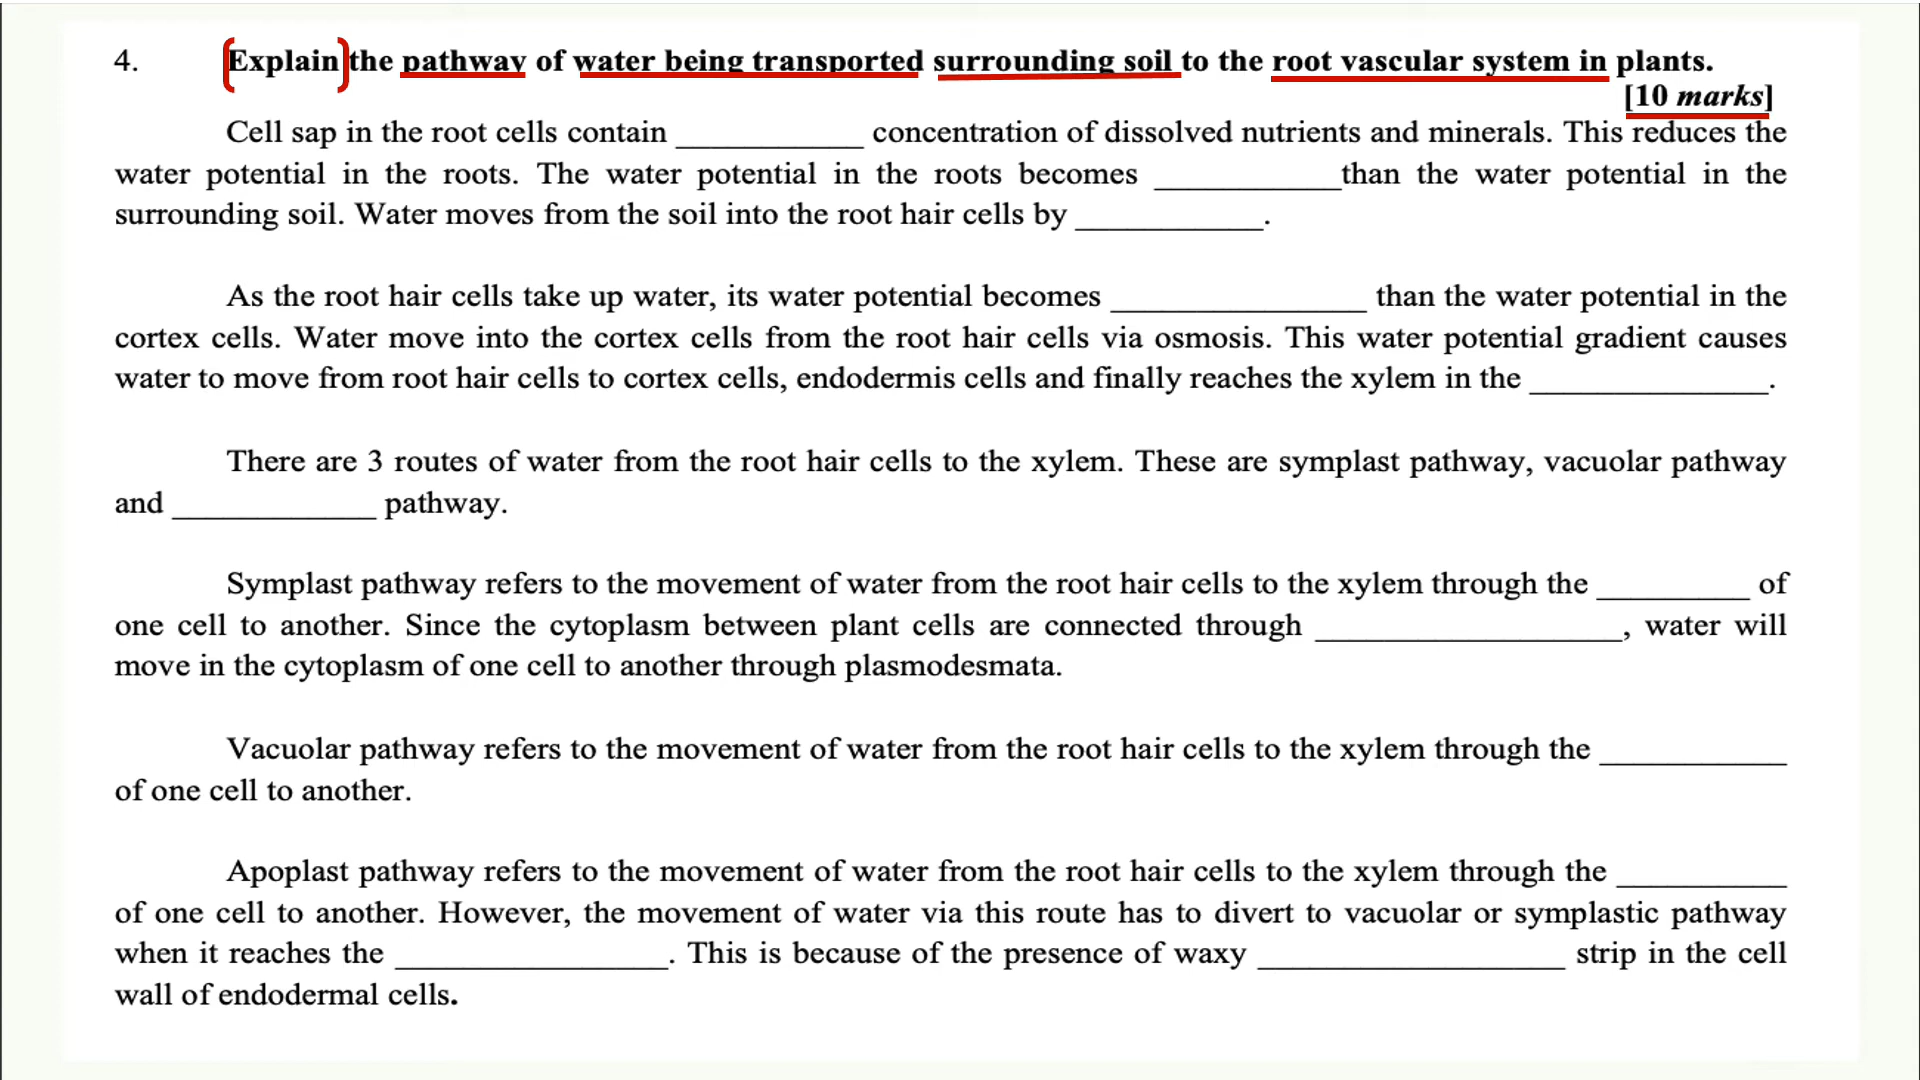 4. Explain the pathway of water being transported surrounding soil to the root vascular system in plants.
[10 marks]
Cell sap in the root cells contain ____________ concentration of dissolved nutrients and minerals. This reduces the
water potential in the roots. The water potential in the roots becomes ____________than the water potential in the
surrounding soil. Water moves from the soil into the root hair cells by ____________.
As the root hair cells take up water, its water potential becomes ________________ than the water potential in the
cortex cells. Water move into the cortex cells from the root hair cells via osmosis. This water potential gradient causes
water to move from root hair cells to cortex cells, endodermis cells and finally reaches the xylem in the _______________.
There are 3 routes of water from the root hair cells to the xylem. These are symplast pathway, vacuolar pathway
and _____________ pathway.
Symplast pathway refers to the movement of water from the root hair cells to the xylem through the __________ of
one cell to another. Since the cytoplasm between plant cells are connected through ____________________, water will
move in the cytoplasm of one cell to another through plasmodesmata.
Vacuolar pathway refers to the movement of water from the root hair cells to the xylem through the ____________
of one cell to another.
Apoplast pathway refers to the movement of water from the root hair cells to the xylem through the ___________
of one cell to another. However, the movement of water via this route has to divert to vacuolar or symplastic pathway
when it reaches the _________________. This is because of the presence of waxy ____________________ strip in the cell
wall of endodermal cells.